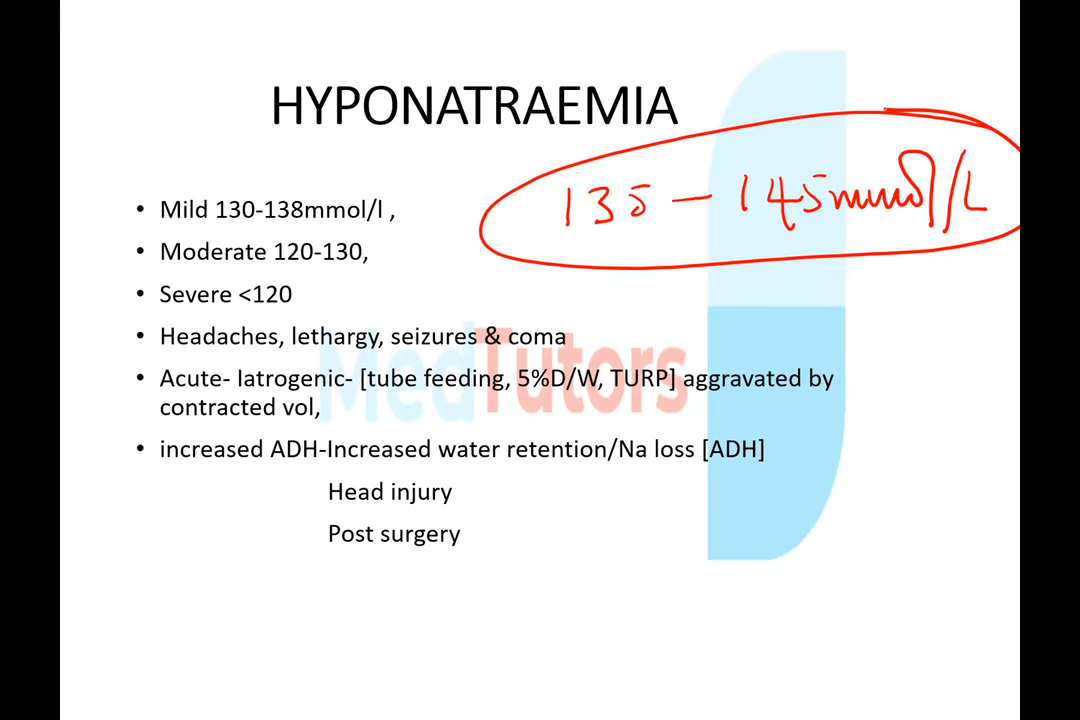 HYPONATRAEMIA
135 - 145mmol/L
• Mild 130-138mmol/l ,
• Moderate 120-130,
• Severe <120
• Headaches, lethargy, seizures & coma
• Acute- Iatrogenic- [tube feeding, 5%D/W, TURP] aggravated by
contracted vol,
• increased ADH-Increased water retention/Na loss [ADH]
Head injury
Post surgery
MedTutors